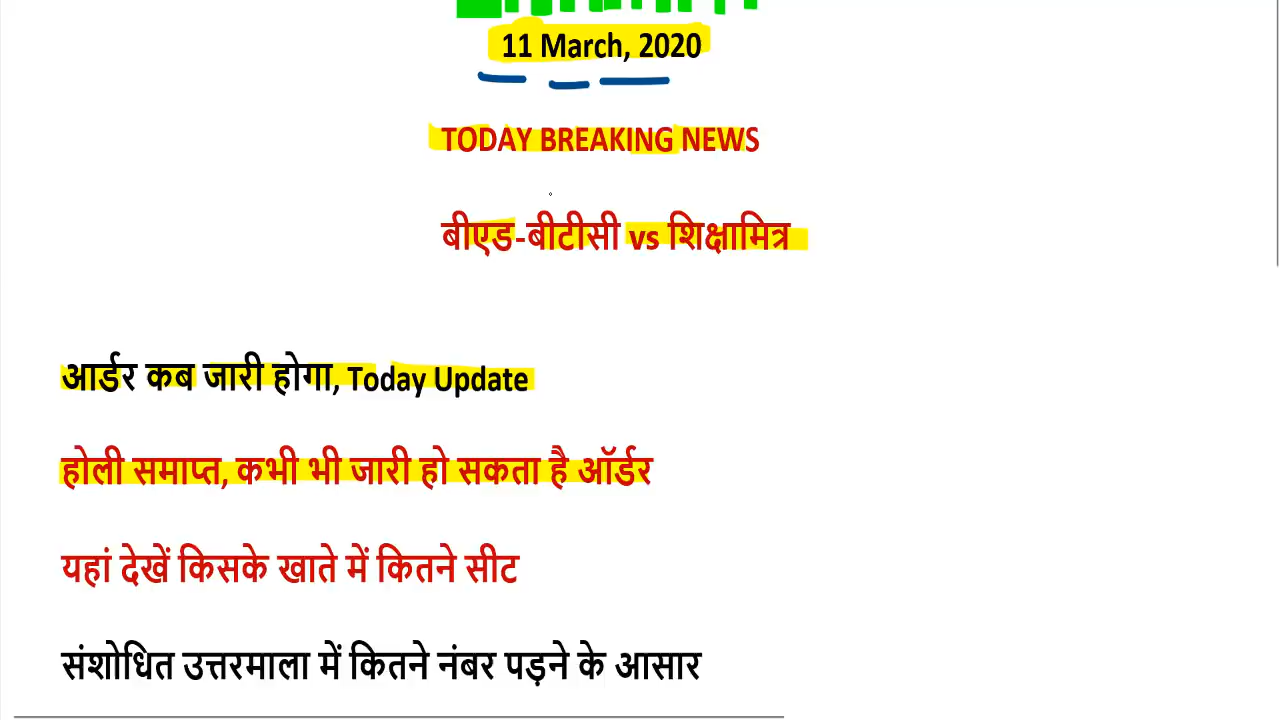 11 March, 2020
TODAY BREAKING NEWS
बीएड-बीटीसी vs शिक्षामित्र
आर्डर कब जारी होगा, Today Update
होली समाप्त, कभी भी जारी हो सकता है ऑर्डर
यहां देखें किसके खाते में कितने सीट
संशोधित उत्तरमाला में कितने नंबर पड़ने के आसार